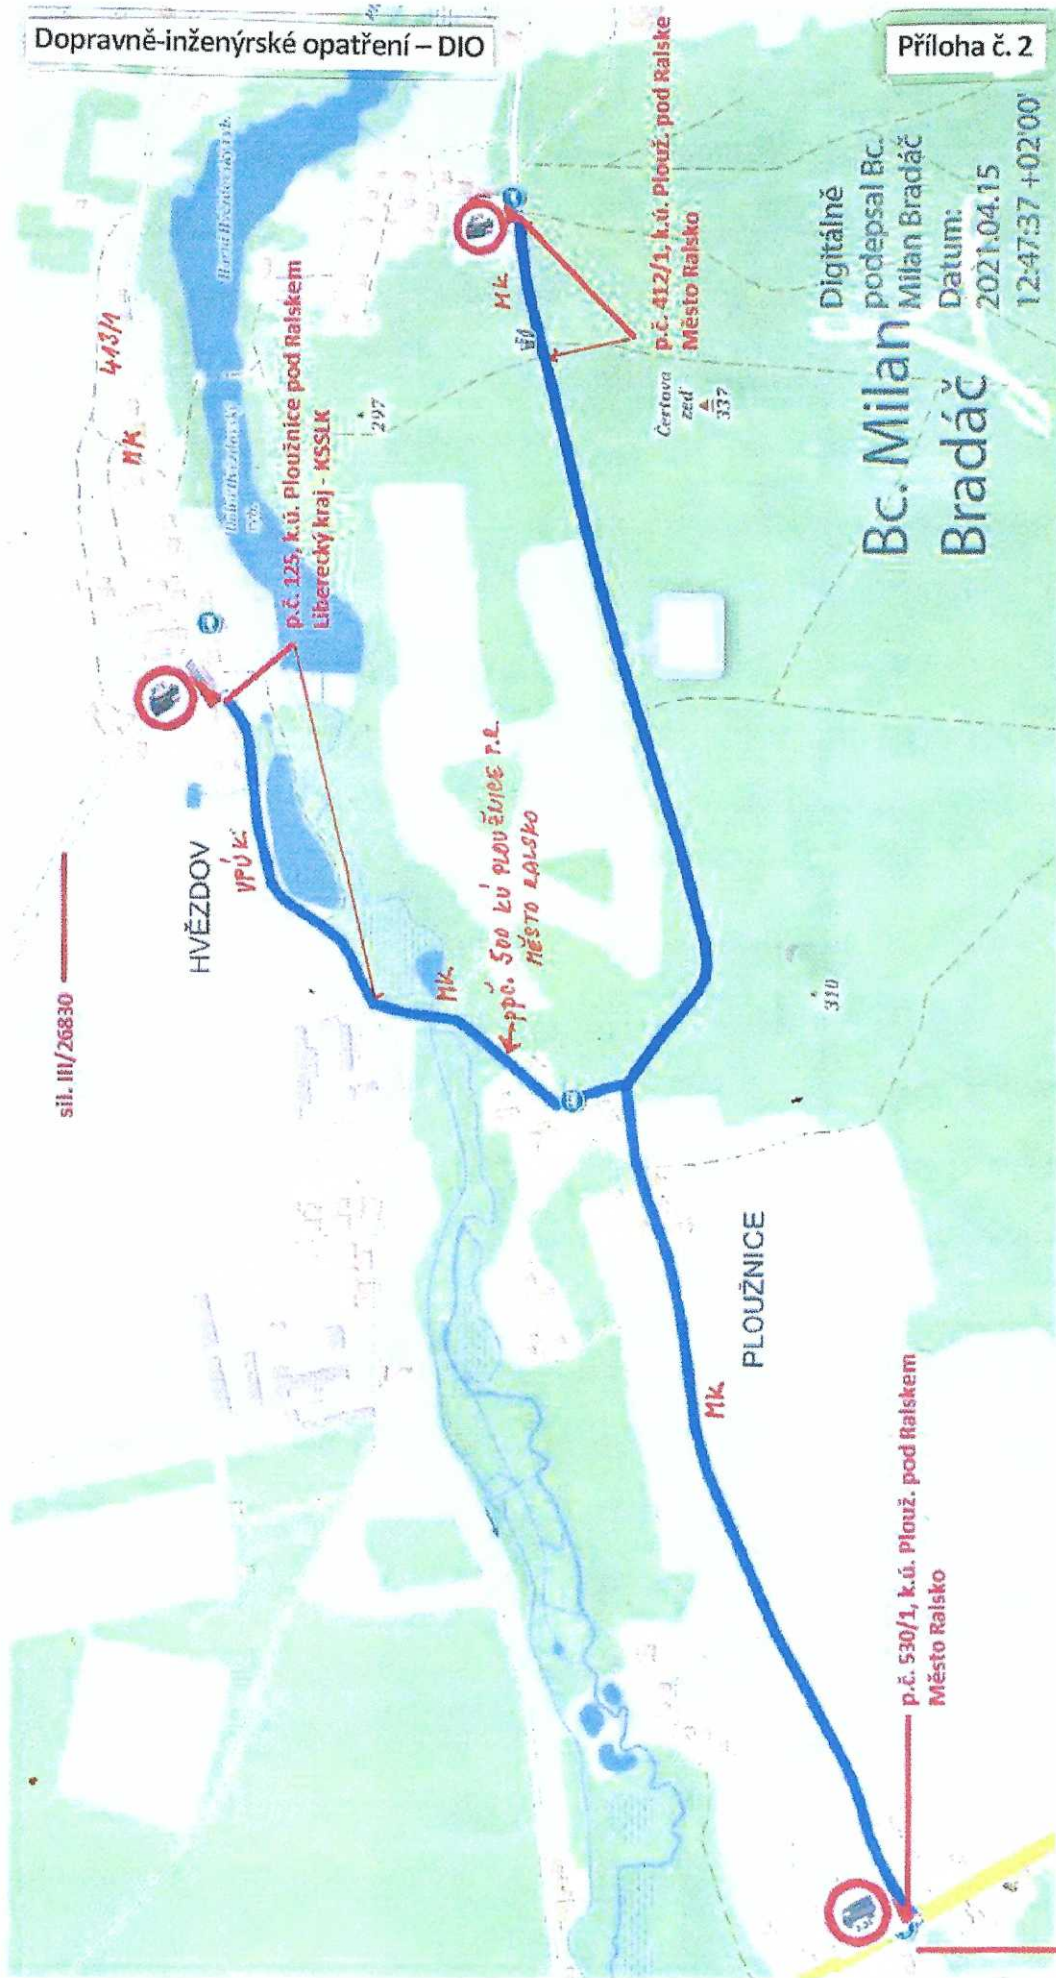 Dopravně-inženýrské opatření – DIO
Příloha č. 2
sil. III/26830
HVĚZDOV
VPÚK
MK
413/1
p.č. 125, k.ú. Ploužnice pod Ralskem
Liberecký kraj - KSSLK
297
MK
p.č. 412/1, k.ú. Plouž. pod Ralske
Město Ralsko
Čertova
zeď
337
MK
ppč. 500 KÚ PLOUŽNICE P.R.
MĚSTO RALSKO
310
PLOUŽNICE
MK
p.č. 530/1, k.ú. Plouž. pod Ralskem
Město Ralsko
Bc. Milan
Bradáč
Digitálně
podepsal Bc.
Milan Bradáč
Datum:
2021.04.15
12:47:37 +02'00'